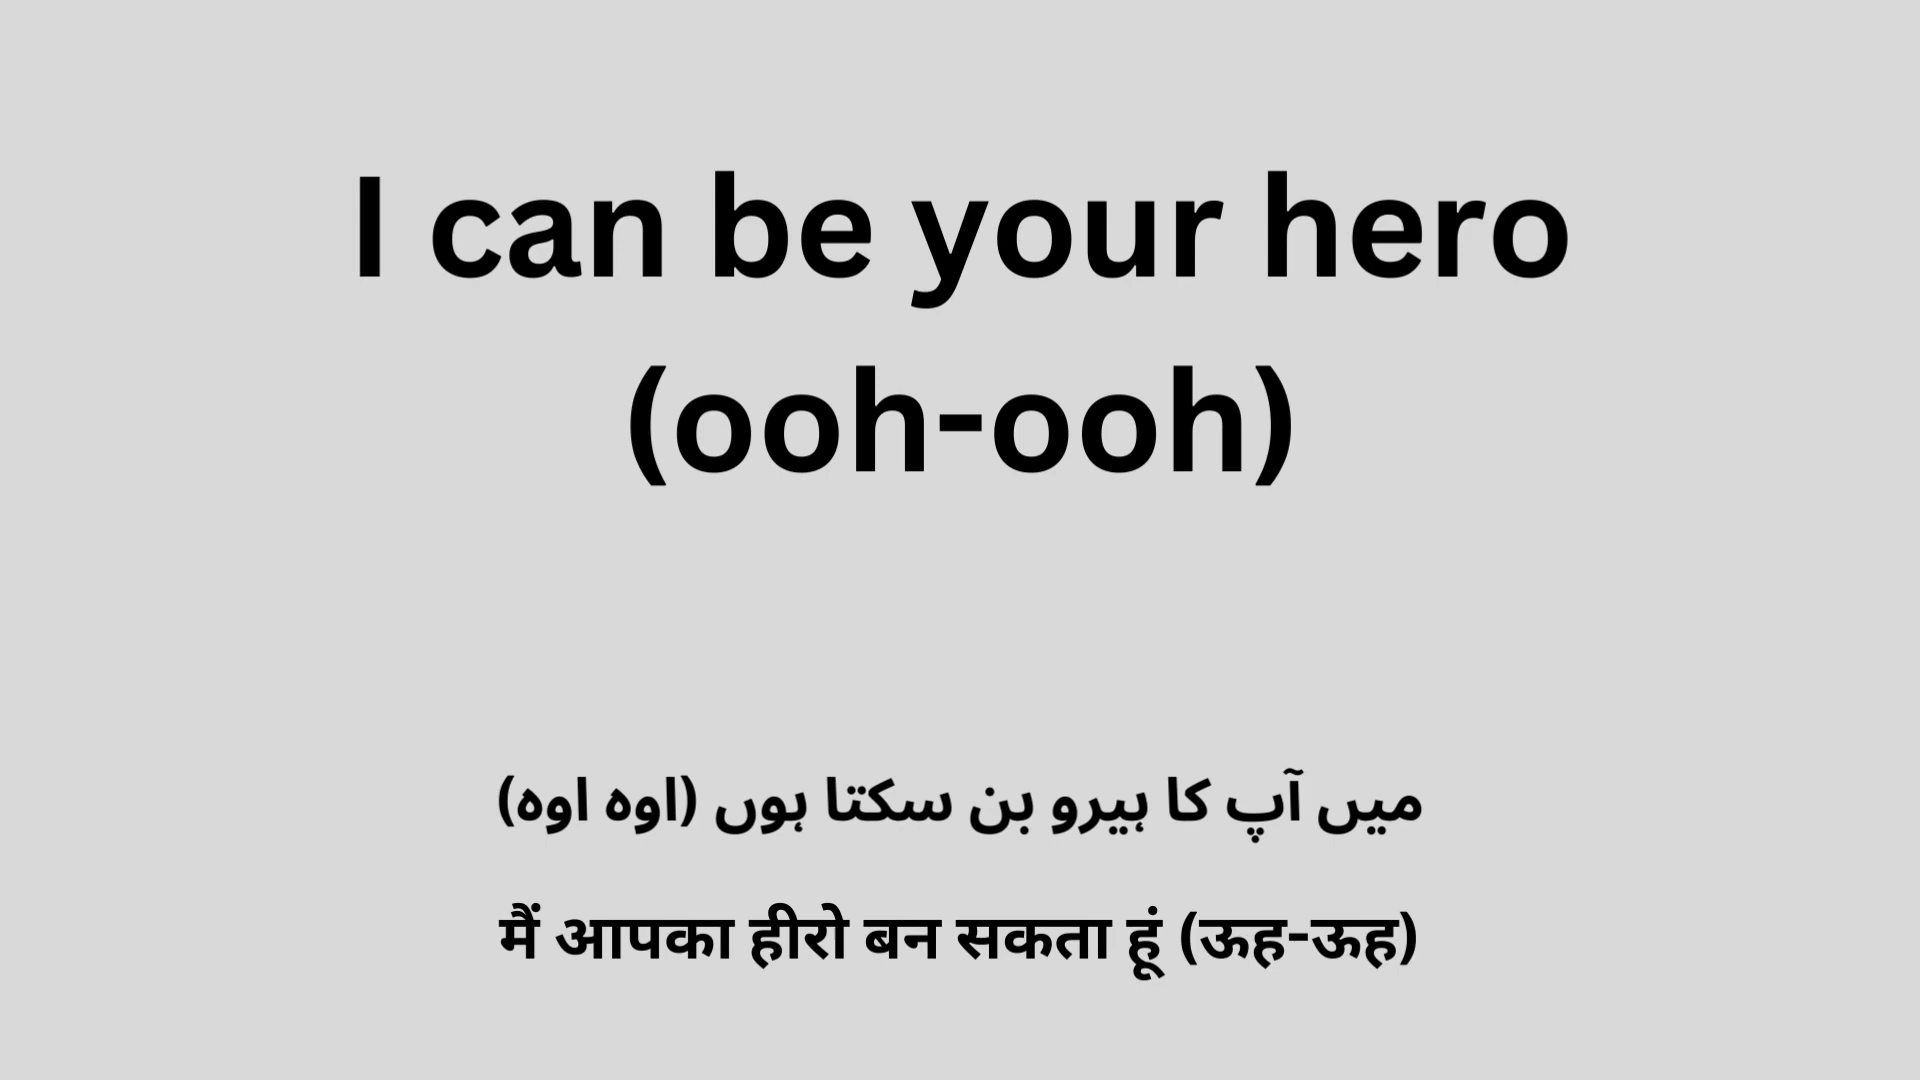 I can be your hero
(ooh-ooh)
میں آپ کا ہیرو بن سکتا ہوں (اوہ اوہ)
मैं आपका हीरो बन सकता हूं (ऊह-ऊह)